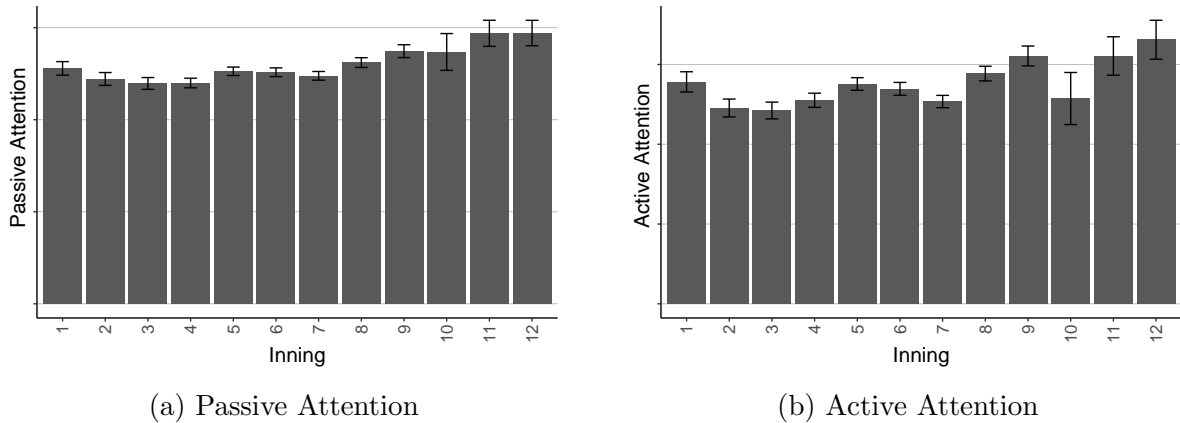 Passive Attention
1 2 3 4 5 6 7 8 9 10 11 12
Inning
(a) Passive Attention
Active Attention
1 2 3 4 5 6 7 8 9 10 11 12
Inning
(b) Active Attention